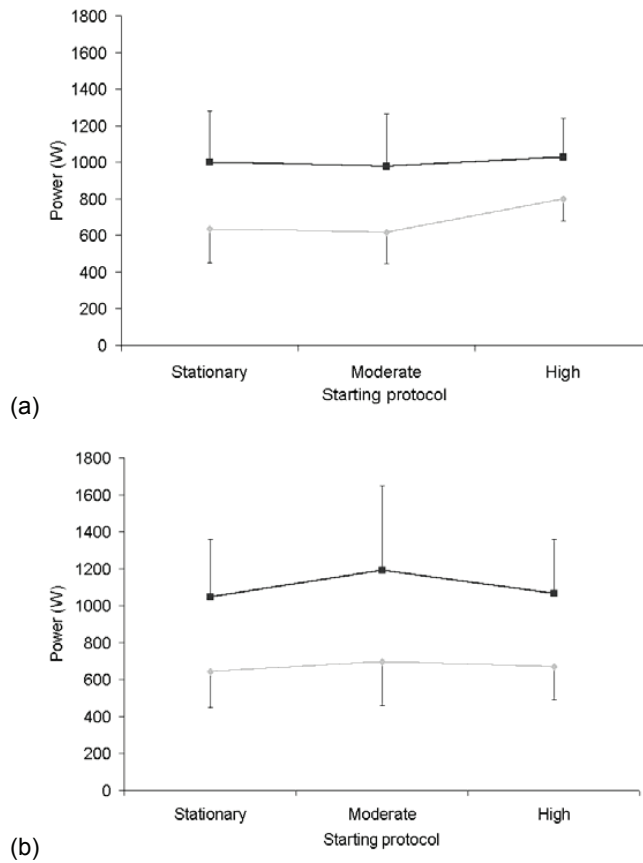 1800
1600
1400
1200
1000
800
600
400
200
0
Power (W)
Stationary Moderate High
Starting protocol
(a)
1800
1600
1400
1200
1000
800
600
400
200
0
Power (W)
Stationary Moderate High
Starting protocol
(b)